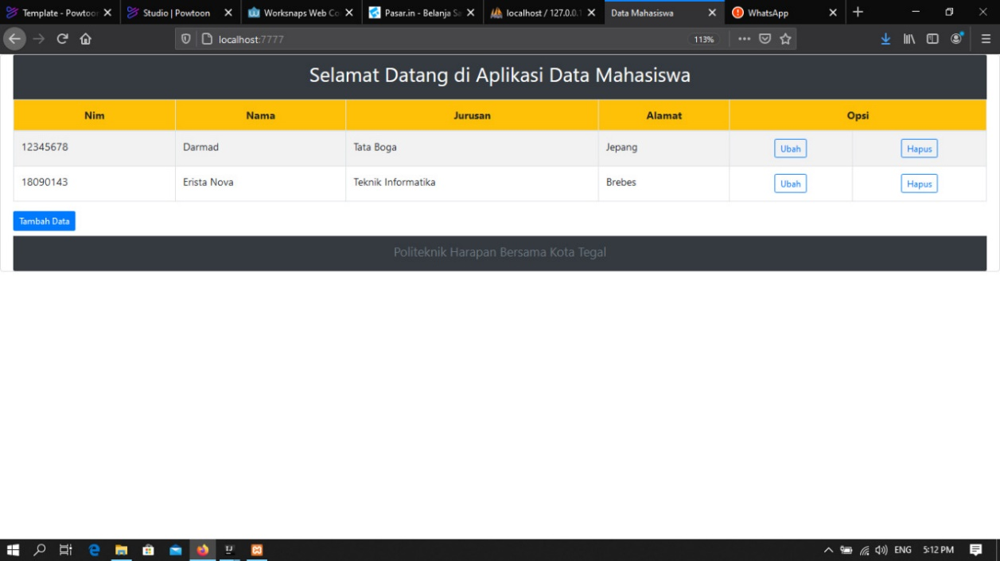 Template - Powtoon Studio | Powtoon Worksnaps Web Co Pasar.in - Belanja Sa localhost / 127.0.0.1 Data Mahasiswa WhatsApp
localhost:7777 113%
Selamat Datang di Aplikasi Data Mahasiswa
Nim Nama Jurusan Alamat Opsi
12345678 Darmad Tata Boga Jepang Ubah Hapus
18090143 Erista Nova Teknik Informatika Brebes Ubah Hapus
Tambah Data
Politeknik Harapan Bersama Kota Tegal
ENG 5:12 PM